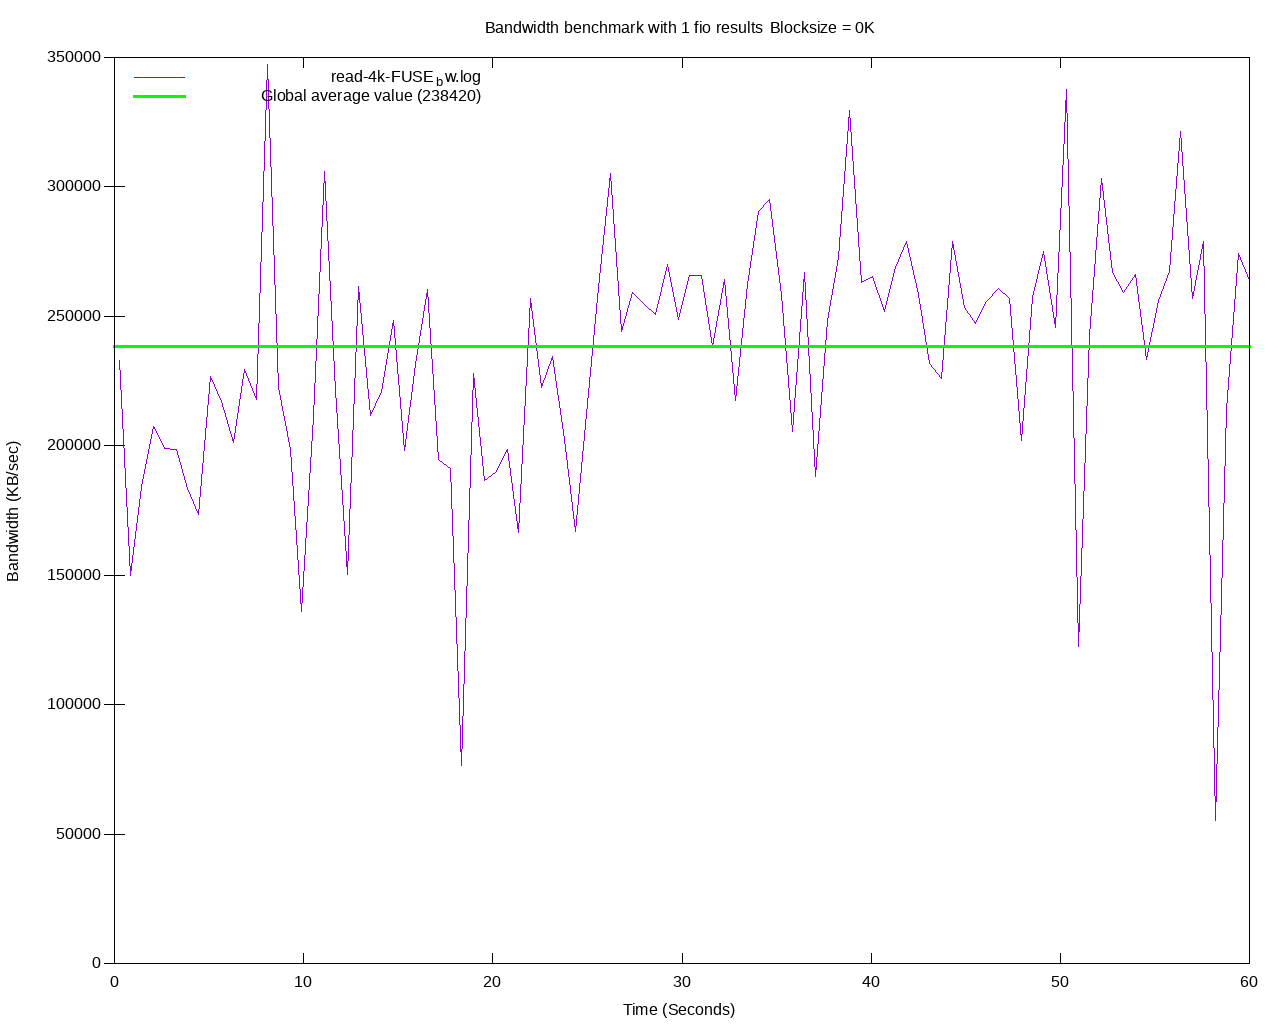 Bandwidth benchmark with 1 fio results Blocksize = 0K
350000
300000
250000
200000
150000
100000
50000
0
read-4k-FUSE_bw.log
Global average value (238420)
Bandwidth (KB/sec)
0 10 20 30 40 50 60
Time (Seconds)